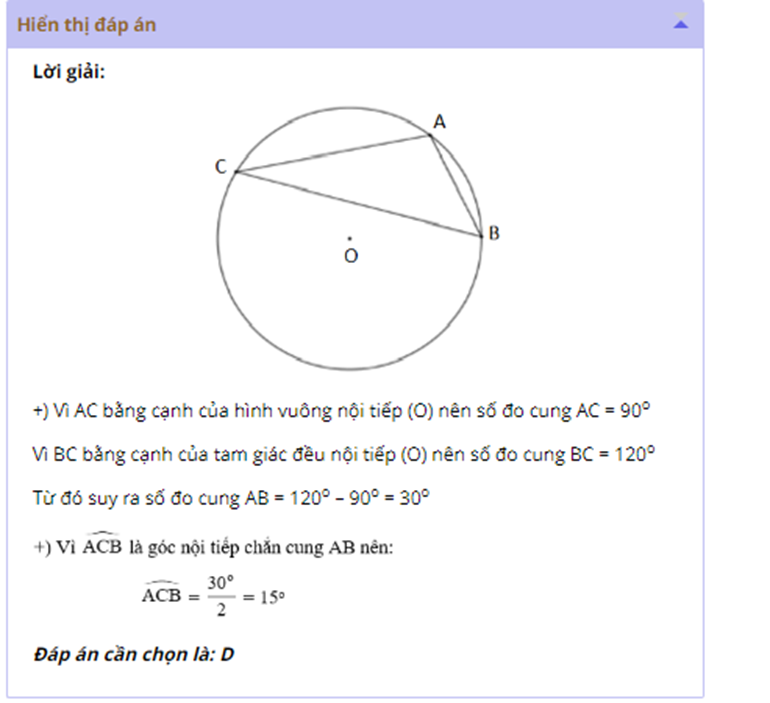 Hiển thị đáp án
Lời giải:
A
C
B
O
+) Vì AC bằng cạnh của hình vuông nội tiếp (O) nên số đo cung AC = 90°
Vì BC bằng cạnh của tam giác đều nội tiếp (O) nên số đo cung BC = 120°
Từ đó suy ra số đo cung AB = 120° – 90° = 30°
+) Vì \widehat{ACB} là góc nội tiếp chắn cung AB nên:
\widehat{ACB} = \frac{30°}{2} = 15°
Đáp án cần chọn là: D